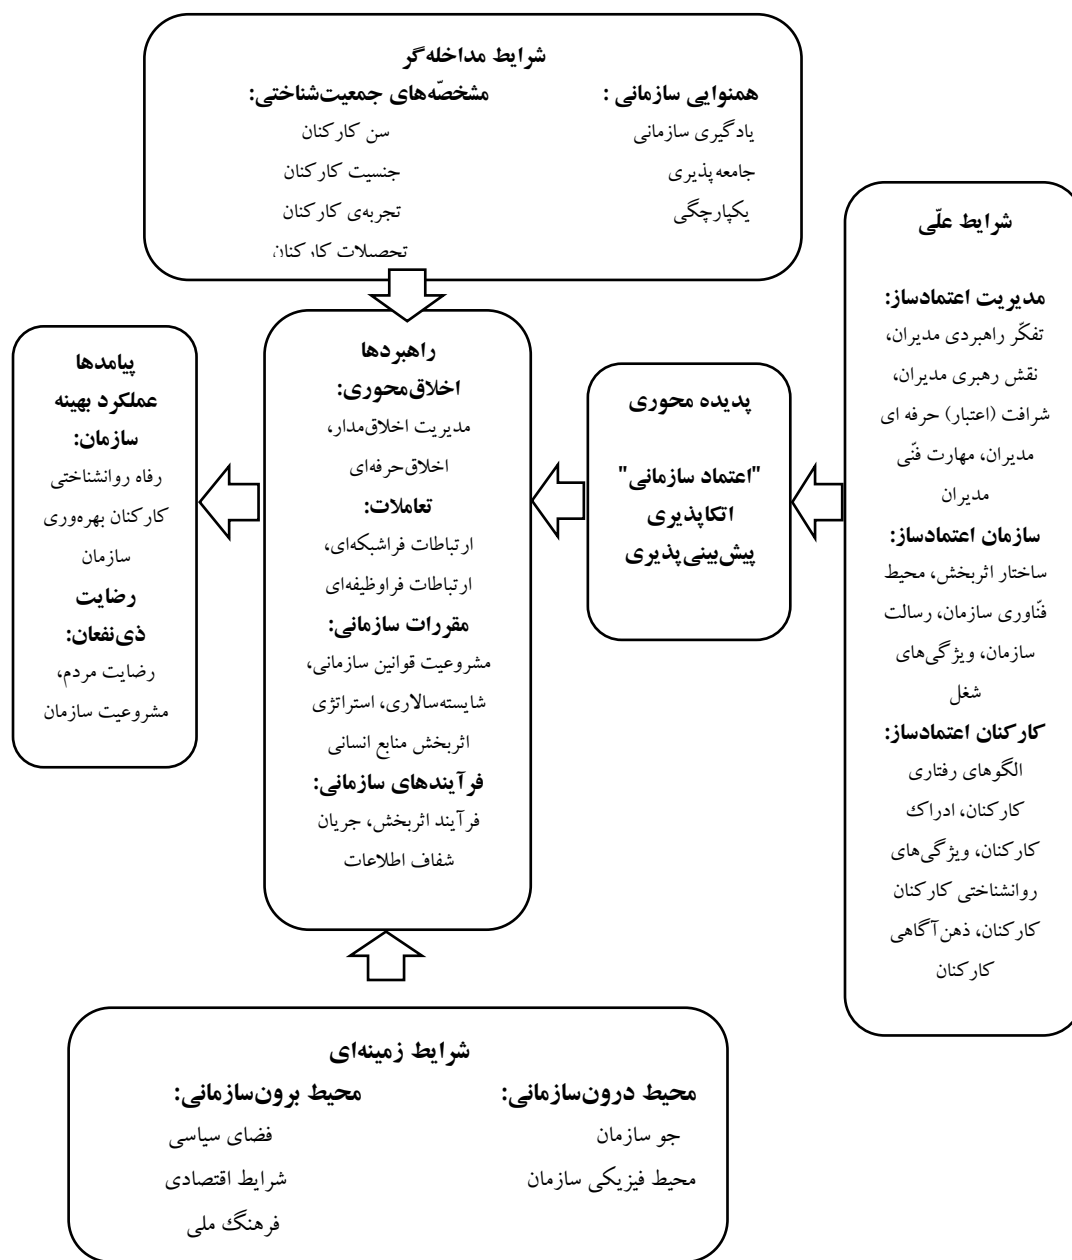 شرایط مداخله‌گر
همنوایی سازمانی :
یادگیری سازمانی
جامعه‌پذیری
یکپارچگی
مشخصّه‌های جمعیت‌شناختی:
سن کارکنان
جنسیت کارکنان
تجربه‌ی کارکنان
تحصیلات کارکنان
شرایط علّی
مدیریت اعتمادساز:
تفکّر راهبردی مدیران،
نقش رهبری مدیران،
شرافت (اعتبار) حرفه ای
مدیران، مهارت فنّی
مدیران
سازمان اعتمادساز:
ساختار اثربخش، محیط
فنّاوری سازمان، رسالت
سازمان، ویژگی‌های
شغل
کارکنان اعتمادساز:
الگوهای رفتاری
کارکنان، ادراک
کارکنان، ویژگی‌های
روانشناختی کارکنان
کارکنان، ذهن‌آگاهی
کارکنان
پدیده محوری
"اعتماد سازمانی"
اتکاپذیری
پیش‌بینی‌پذیری
راهبردها
اخلاق‌محوری:
مدیریت اخلاق‌مدار،
اخلاق‌حرفه‌ای
تعاملات:
ارتباطات فراشبکه‌ای،
ارتباطات فراوظیفه‌ای
مقررات سازمانی:
مشروعیت قوانین سازمانی،
شایسته‌سالاری، استراتژی
اثربخش منابع انسانی
فرآیندهای سازمانی:
فرآیند اثربخش، جریان
شفاف اطلاعات
پیامدها
عملکرد بهینه
سازمان:
رفاه روانشناختی
کارکنان بهره‌وری
سازمان
رضایت
ذی‌نفعان:
رضایت مردم،
مشروعیت سازمان
شرایط زمینه‌ای
محیط درون‌سازمانی:
جو سازمان
محیط فیزیکی سازمان
محیط برون‌سازمانی:
فضای سیاسی
شرایط اقتصادی
فرهنگ ملی